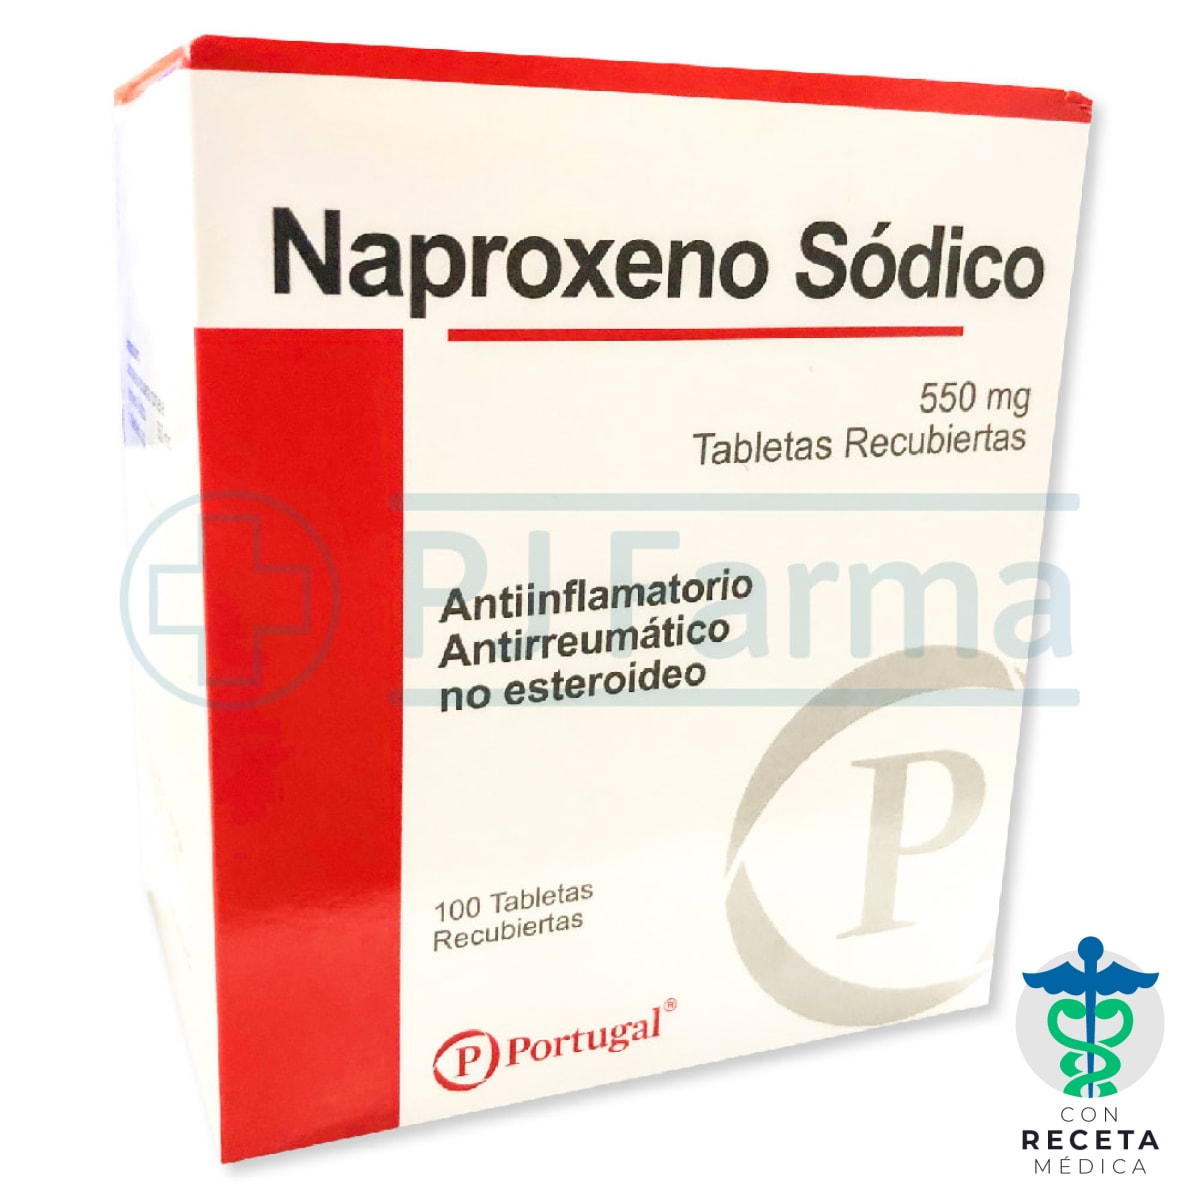 Naproxeno Sódico
550 mg
Tabletas Recubiertas
PJ Farma
Antiinflamatorio
Antirreumático
no esteroideo
P
100 Tabletas
Recubiertas
P Portugal®
CON
RECETA
MÉDICA